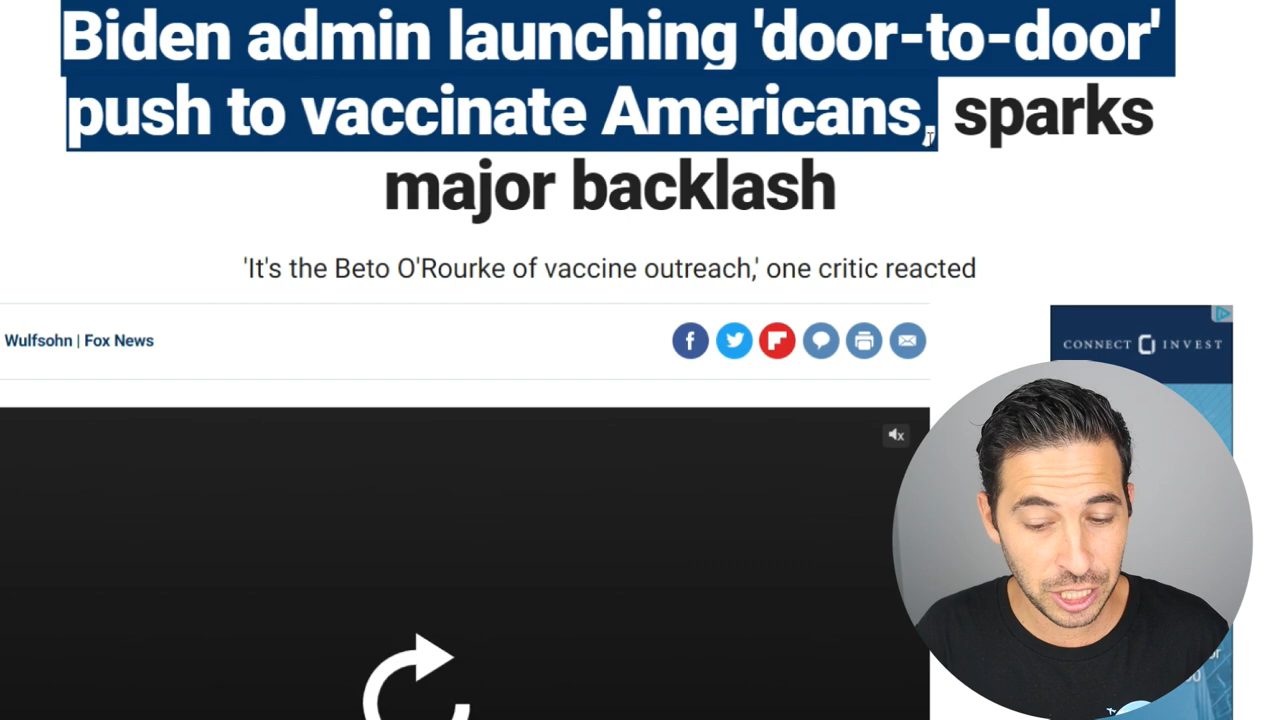 Biden admin launching 'door-to-door'
push to vaccinate Americans, sparks
major backlash
'It's the Beto O'Rourke of vaccine outreach,' one critic reacted
Wulfsohn | Fox News
CONNECT INVEST